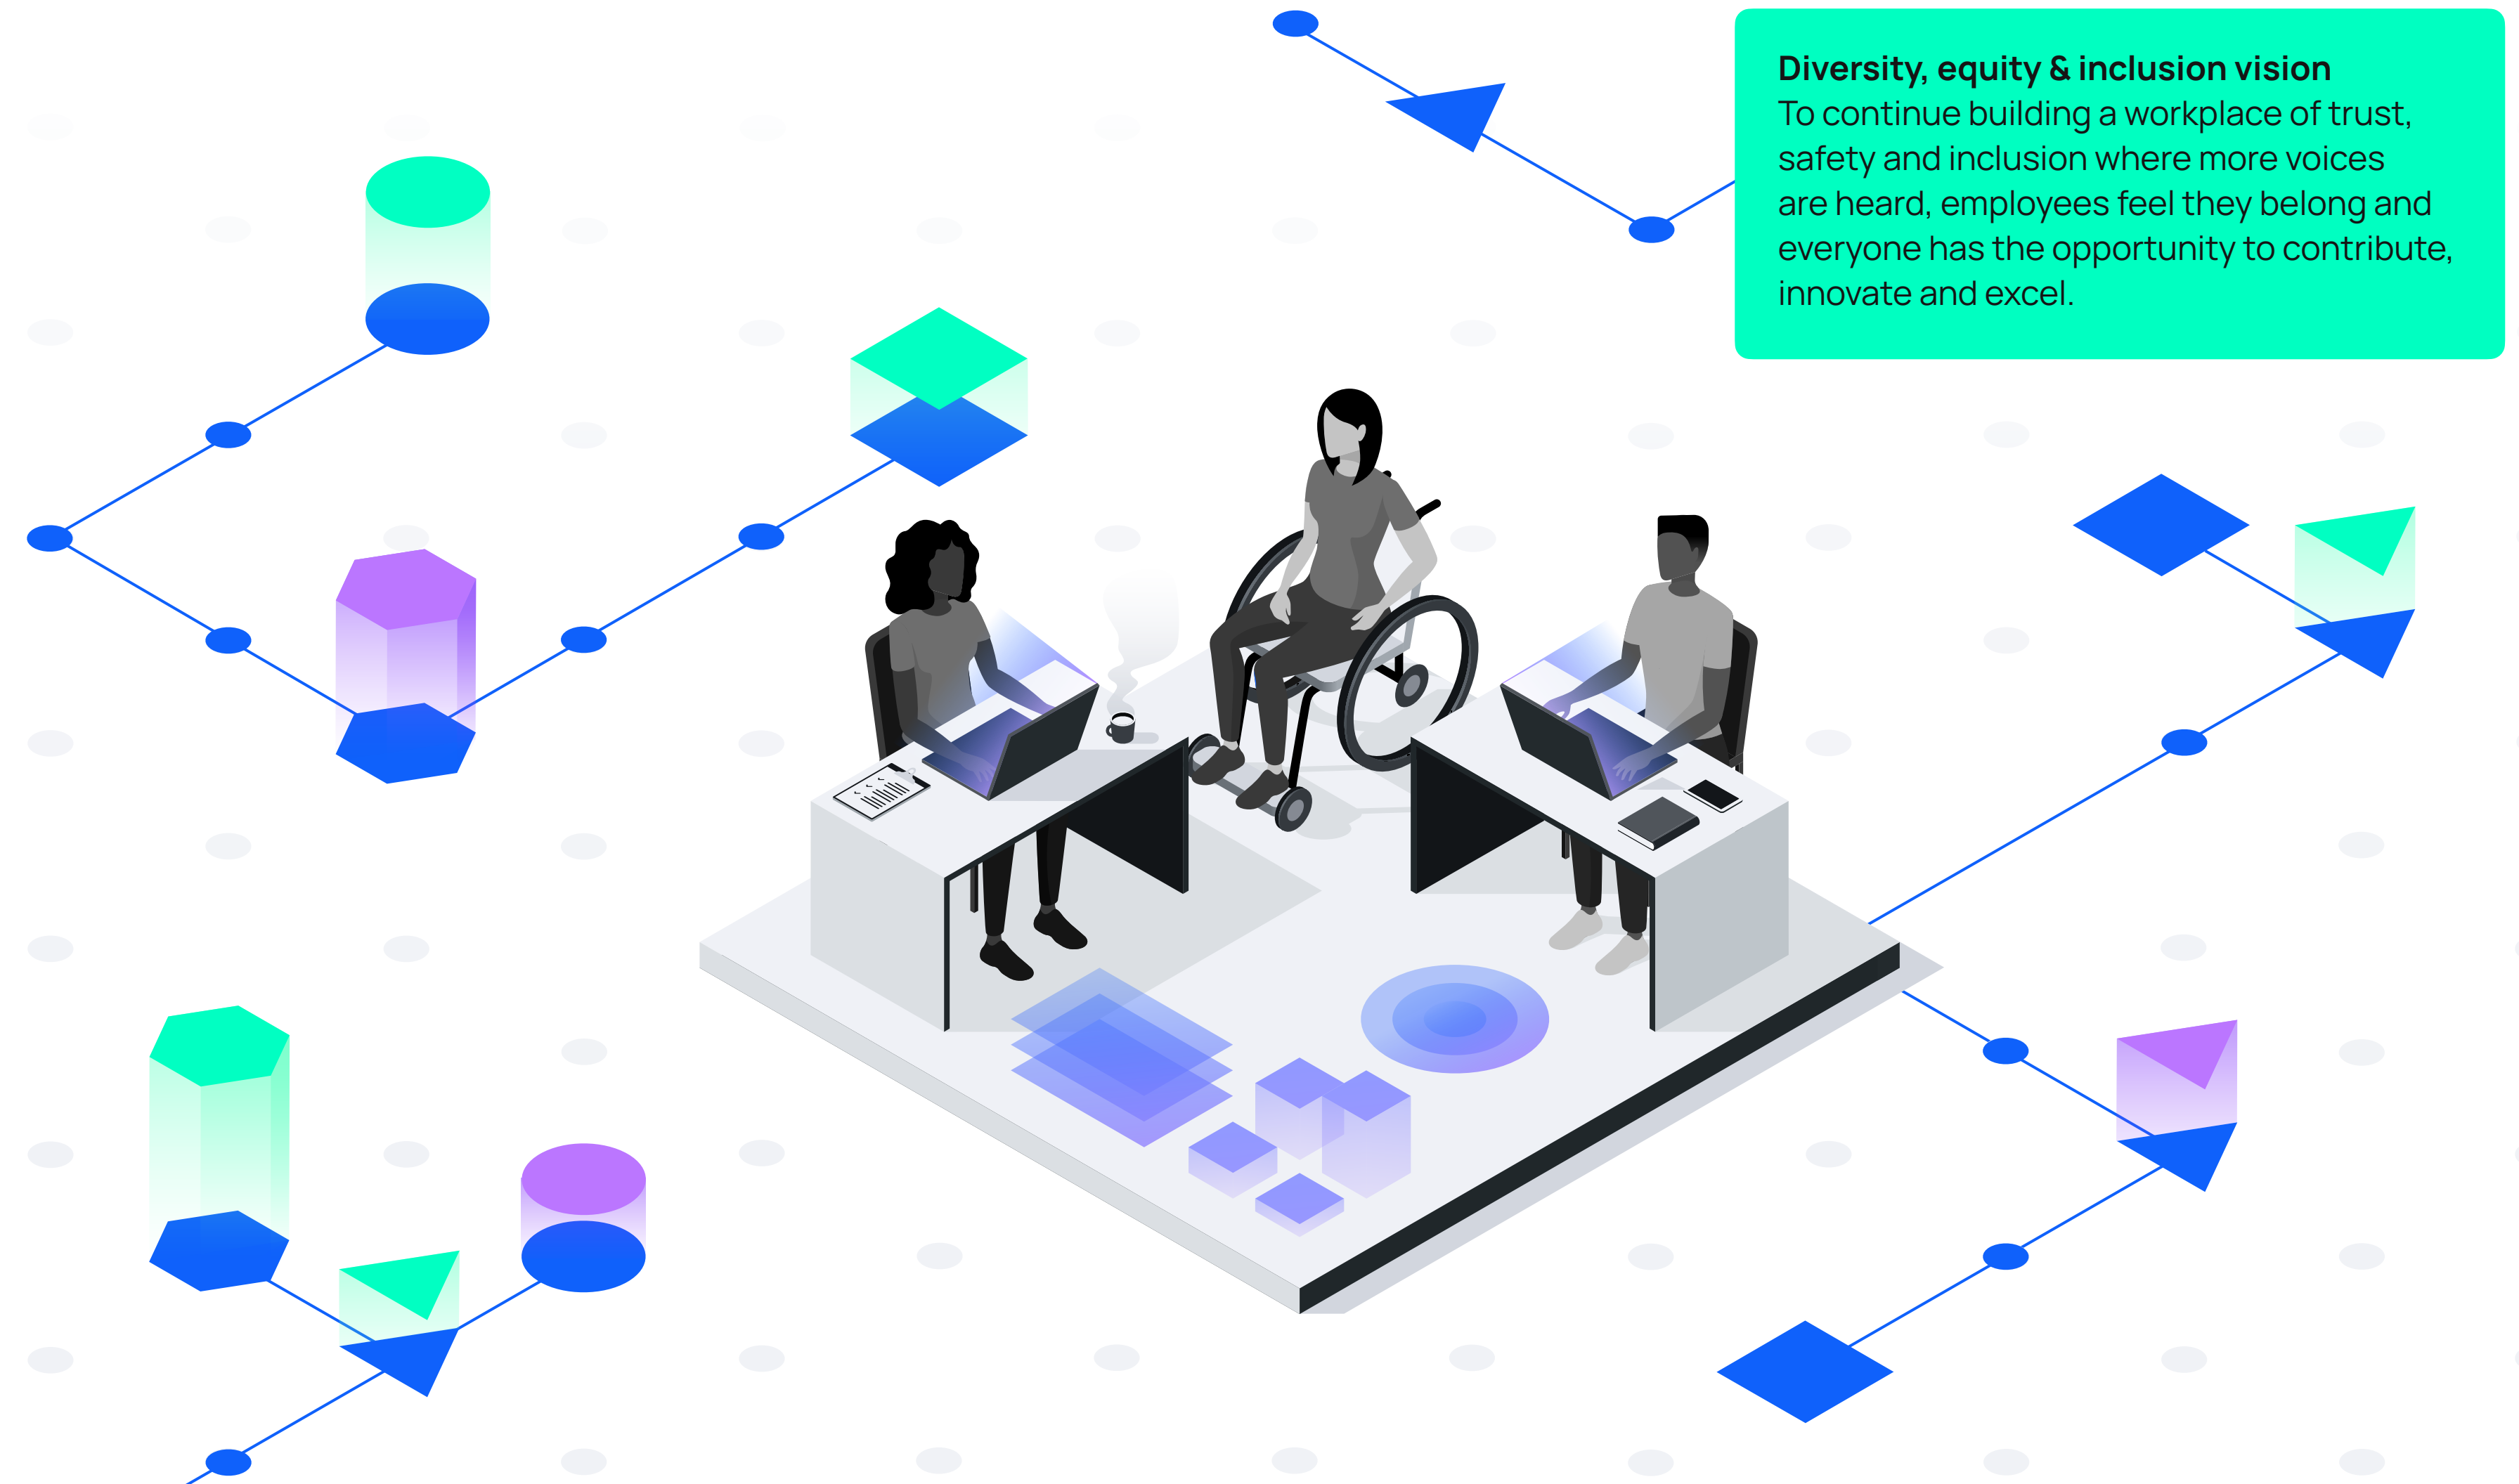 Diversity, equity & inclusion vision
To continue building a workplace of trust,
safety and inclusion where more voices
are heard, employees feel they belong and
everyone has the opportunity to contribute,
innovate and excel.